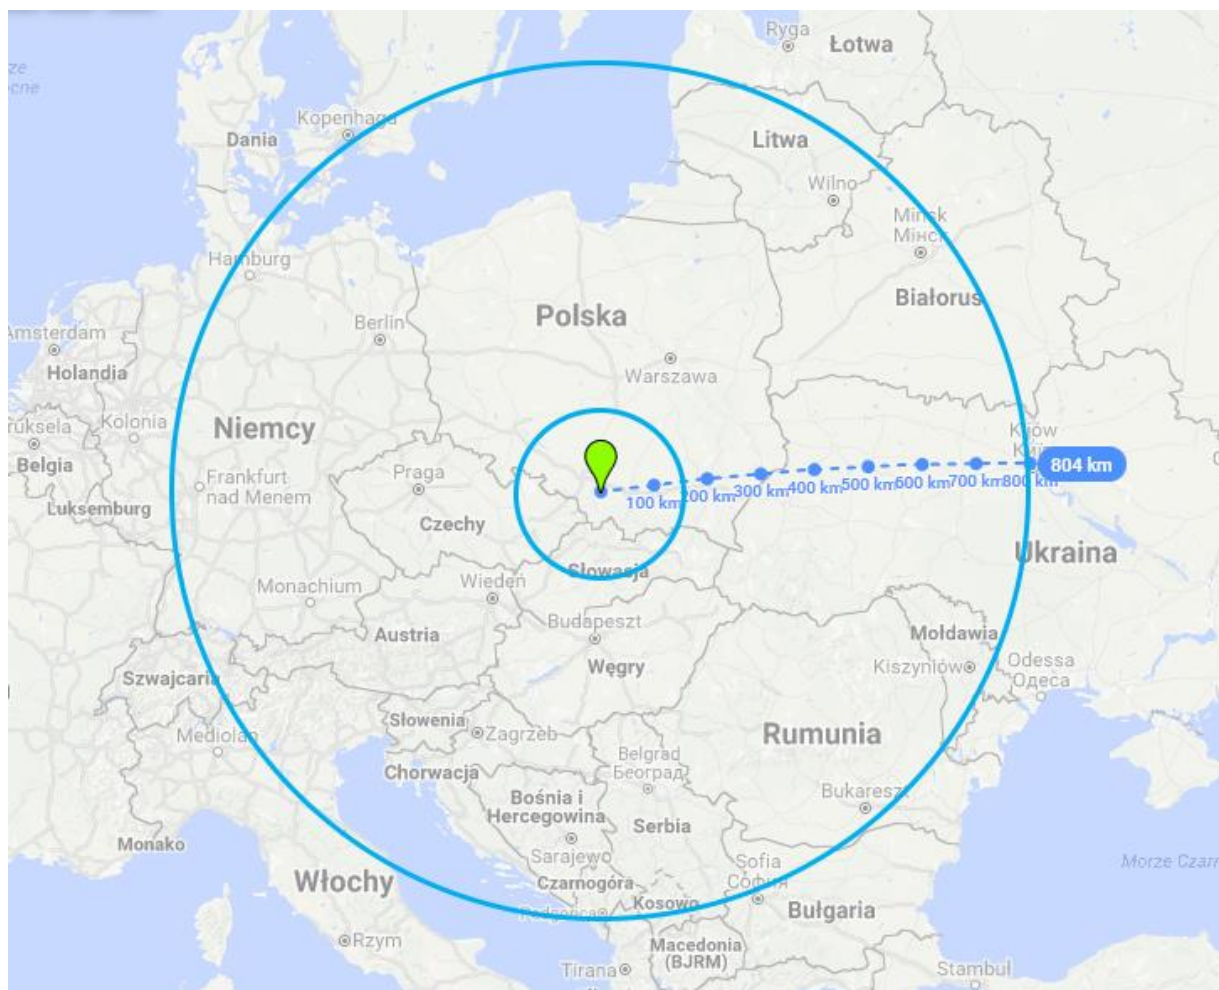 Ryga
Łotwa
Kopenhaga
Dania
Litwa
Wilno
Mińsk
Мінск
Hamburg
Białoruś
Polska
Berlin
Amsterdam
Holandia
Warszawa
Kolonia
Niemcy
Kijów
Київ
Belgia
Praga
Frankfurt
nad Menem
804 km
100 km
200 km
300 km
400 km
500 km
600 km
700 km
800 km
Luksemburg
Czechy
Ukraina
Słowacja
Monachium
Wiedeń
Budapeszt
Austria
Mołdawia
Węgry
Kiszyniów
Odessa
Одеса
Szwajcaria
Słowenia
Zagrzeb
Rumunia
Mediolan
Belgrad
Београд
Chorwacja
Bośnia i
Hercegowina
Bukareszt
Serbia
Monako
Sarajewo
Sofia
София
Morze Czarn
Włochy
Czarnogóra
Kosowo
Podgorica
Bułgaria
Rzym
Macedonia
(BJRM)
Tirana
Stambuł